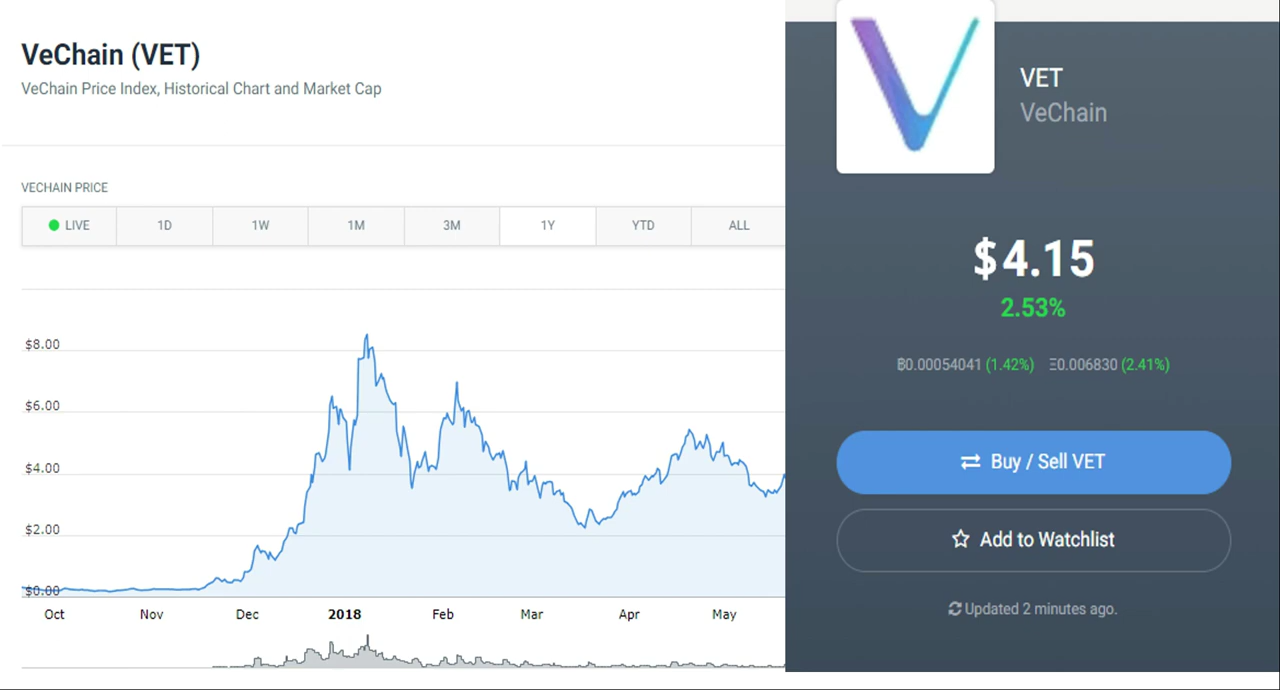 VeChain (VET)
VeChain Price Index, Historical Chart and Market Cap
VECHAIN PRICE
LIVE 1D 1W 1M 3M 1Y YTD ALL
$8.00
$6.00
$4.00
$2.00
$0.00
Oct Nov Dec 2018 Feb Mar Apr May
VET
VeChain
$4.15
2.53%
₿0.00054041 (1.42%) Ξ0.006830 (2.41%)
Buy / Sell VET
Add to Watchlist
Updated 2 minutes ago.